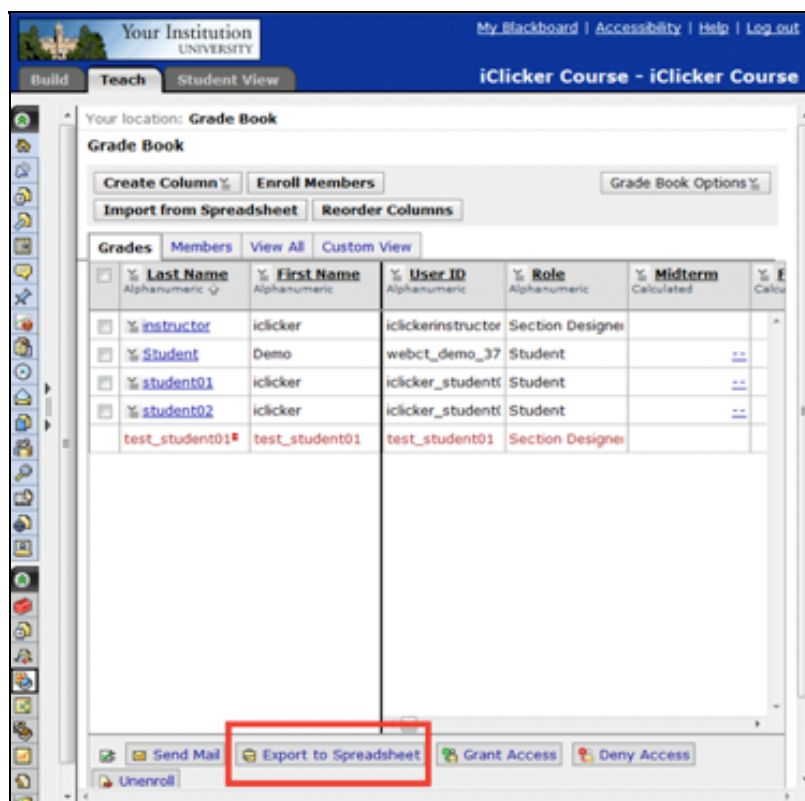 Your Institution
UNIVERSITY
My Blackboard | Accessibility | Help | Log out
Build Teach Student View
iClicker Course - iClicker Course
Your location: Grade Book
Grade Book
Create Column Enroll Members Grade Book Options
Import from Spreadsheet Reorder Columns
Grades Members View All Custom View
Last Name First Name User ID Role Midterm F
Alphanumeric Alphanumeric Alphanumeric Alphanumeric Calculated Calcu
instructor iclicker iclickerinstructor Section Designer
Student Demo webct_demo_37 Student --
student01 iclicker iclicker_student( Student --
student02 iclicker iclicker_student( Student --
test_student01 test_student01 test_student01 Section Designer
Send Mail Export to Spreadsheet Grant Access Deny Access
Unenroll